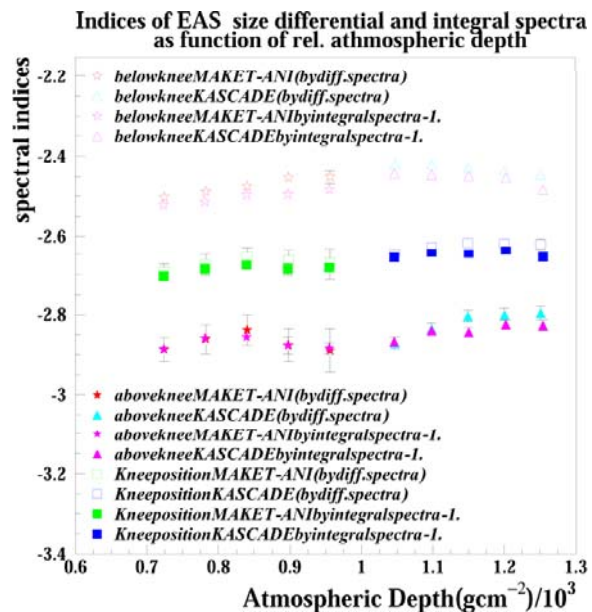 Indices of EAS size differential and integral spectra
as function of rel. athmospheric depth
spectral indices
-2.2
-2.4
-2.6
-2.8
-3
-3.2
-3.4
belowkneeMAKET-ANI(bydiff.spectra)
belowkneeKASCADE(bydiff.spectra)
belowkneeMAKET-ANIbyintegralspectra-1.
belowkneeKASCADEbyintegralspectra-1.
abovekneeMAKET-ANI(bydiff.spectra)
abovekneeKASCADE(bydiff.spectra)
abovekneeMAKET-ANIbyintegralspectra-1.
abovekneeKASCADEbyintegralspectra-1.
KneepositionMAKET-ANI(bydiff.spectra)
KneepositionKASCADE(bydiff.spectra)
KneepositionMAKET-ANIbyintegralspectra-1.
KneepositionKASCADEbyintegralspectra-1.
0.6 0.7 0.8 0.9 1 1.1 1.2 1.3
Atmospheric Depth(gcm⁻²)/10³